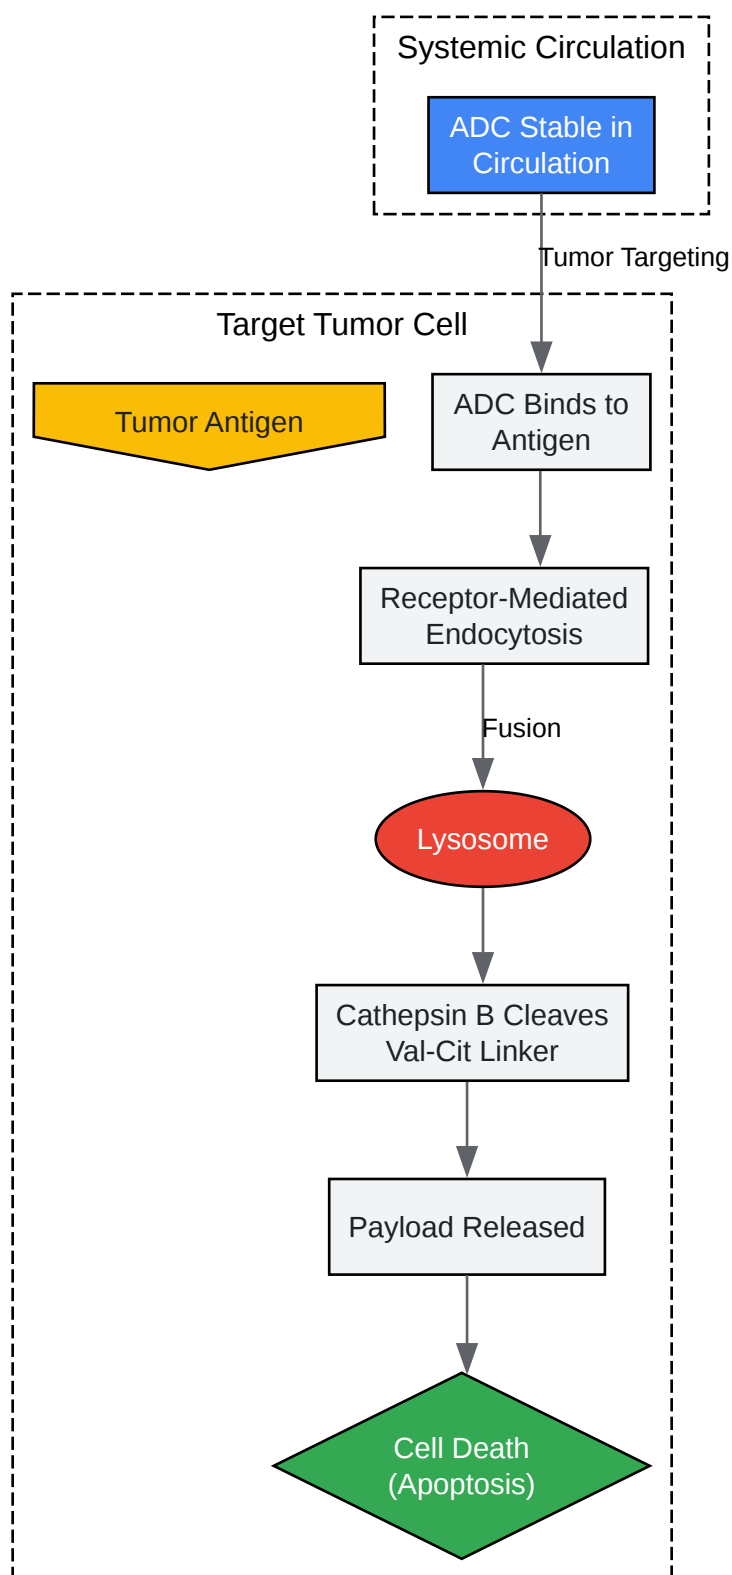 Systemic Circulation
ADC Stable in
Circulation
Tumor Targeting
Target Tumor Cell
Tumor Antigen
ADC Binds to
Antigen
Receptor-Mediated
Endocytosis
Fusion
Lysosome
Cathepsin B Cleaves
Val-Cit Linker
Payload Released
Cell Death
(Apoptosis)